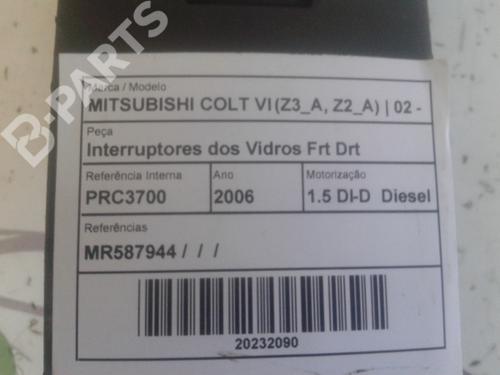 B-PARTS
Marca / Modelo
MITSUBISHI COLT VI (Z3_A, Z2_A) | 02 -
Peça
Interruptores dos Vidros Frt Drt
Referência Interna Ano Motorização
PRC3700 2006 1.5 DI-D Diesel
Referências
MR587944 / / /
20232090